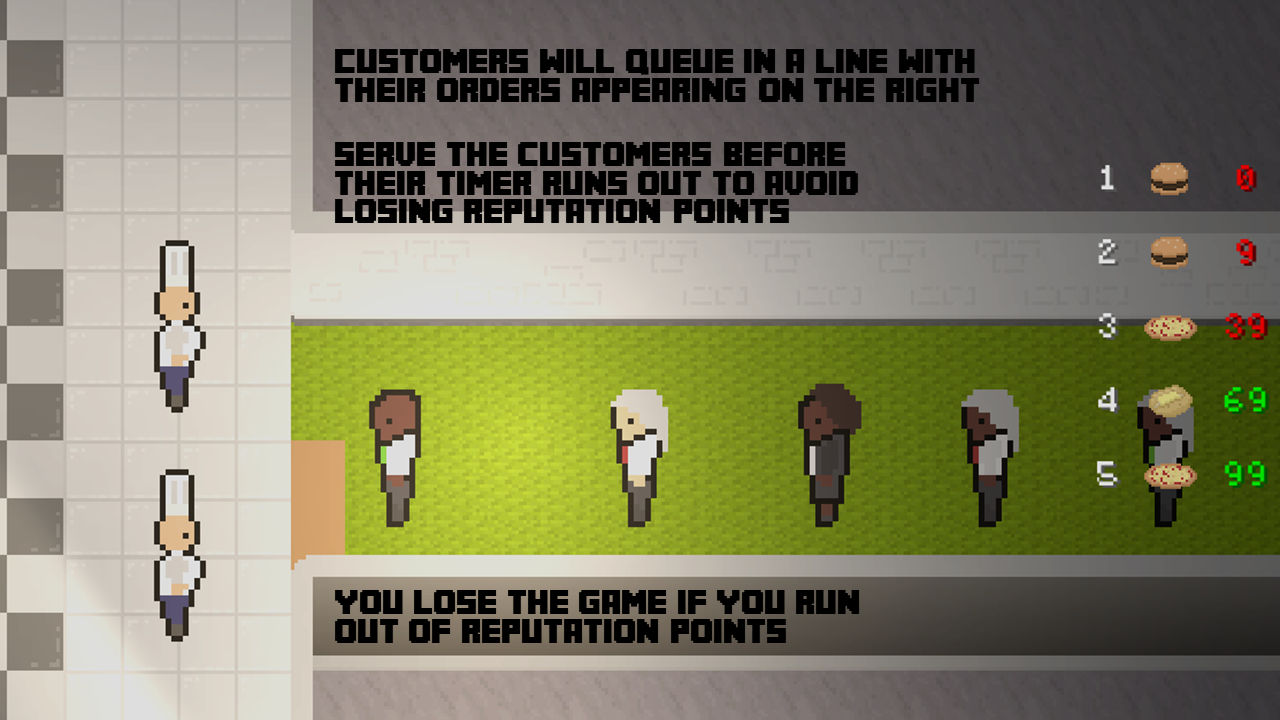 CUSTOMERS WILL QUEUE IN A LINE WITH
THEIR ORDERS APPEARING ON THE RIGHT
SERVE THE CUSTOMERS BEFORE
THEIR TIMER RUNS OUT TO AVOID
LOSING REPUTATION POINTS
1 0
2 9
3 39
4 69
5 99
YOU LOSE THE GAME IF YOU RUN
OUT OF REPUTATION POINTS